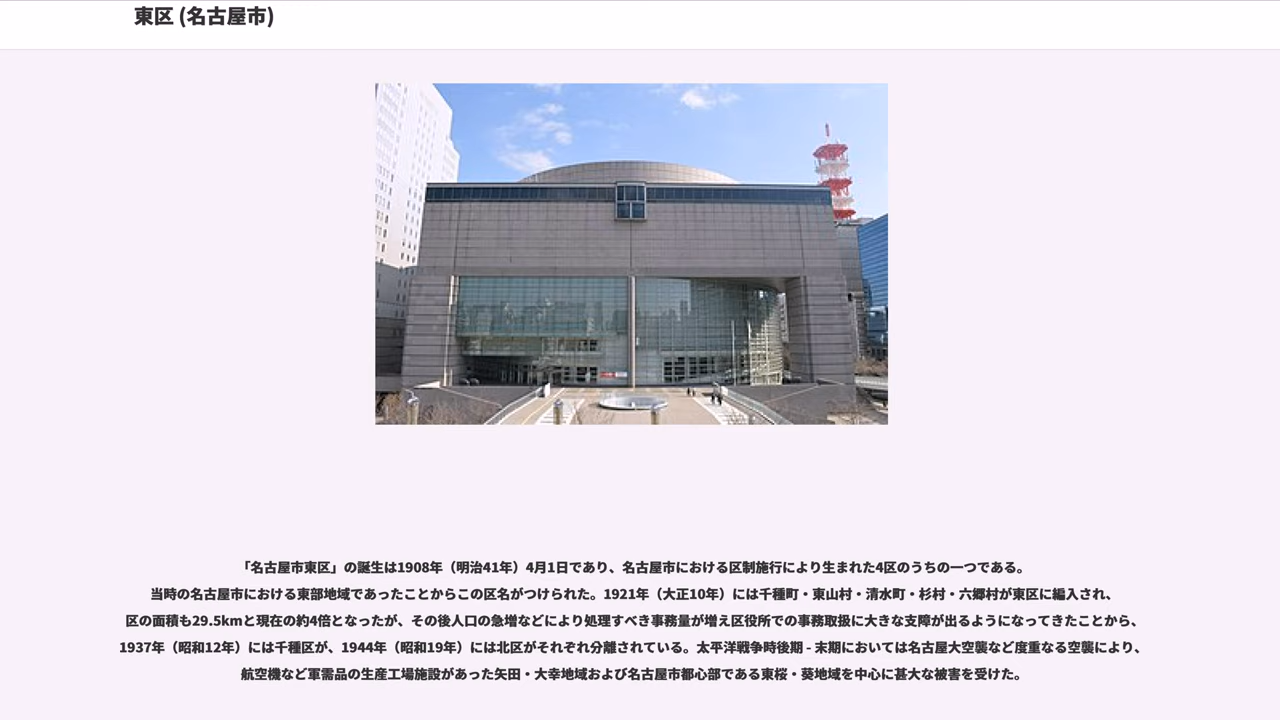 東区 (名古屋市)
「名古屋市東区」の誕生は1908年（明治41年）4月1日であり、名古屋市における区制施行により生まれた4区のうちの一つである。
当時の名古屋市における東部地域であったことからこの区名がつけられた。1921年（大正10年）には千種町・東山村・清水町・杉村・六郷村が東区に編入され、
区の面積も29.5kmと現在の約4倍となったが、その後人口の急増などにより処理すべき事務量が増え区役所での事務取扱に大きな支障が出るようになってきたことから、
1937年（昭和12年）には千種区が、1944年（昭和19年）には北区がそれぞれ分離されている。太平洋戦争時後期 - 末期においては名古屋大空襲など度重なる空襲により、
航空機など軍需品の生産工場施設があった矢田・大幸地域および名古屋市都心部である東桜・葵地域を中心に甚大な被害を受けた。